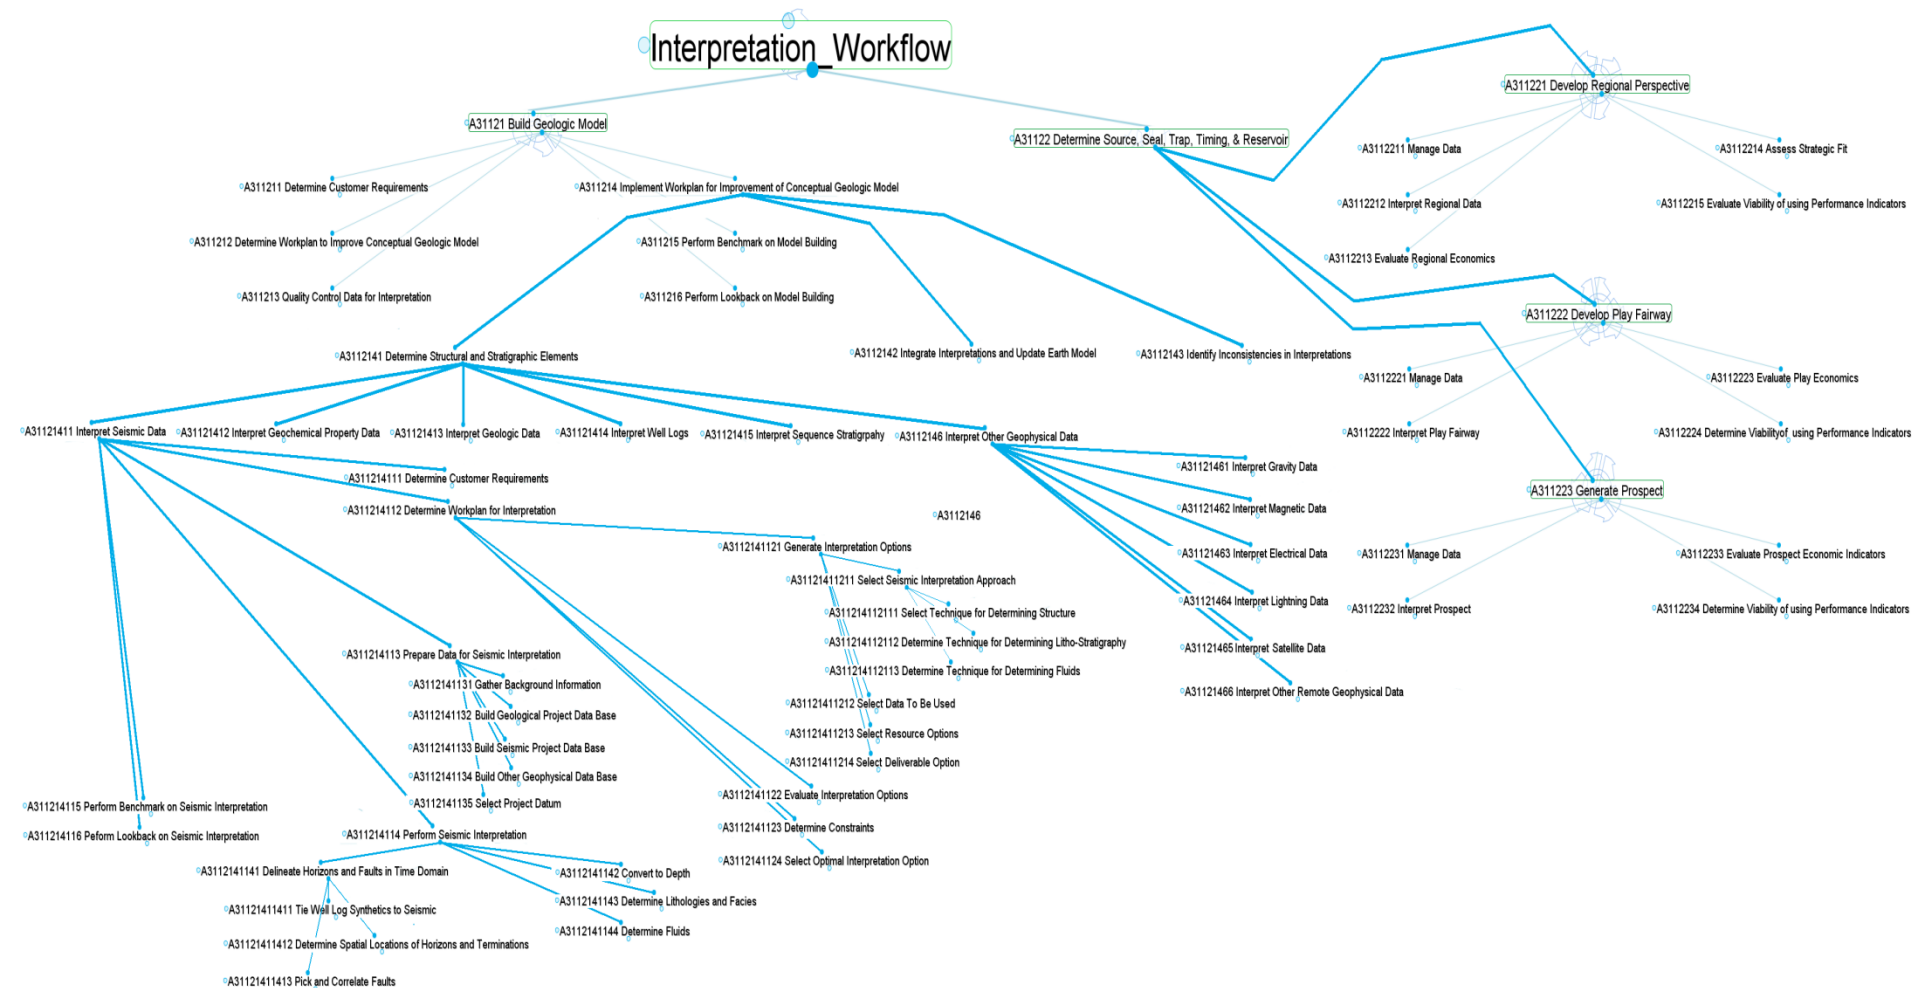 Interpretation_Workflow
A31121 Build Geologic Model
A31122 Determine Source, Seal, Trap, Timing, & Reservoir
A311211 Determine Customer Requirements
A311214 Implement Workplan for Improvement of Conceptual Geologic Model
A311212 Determine Workplan to Improve Conceptual Geologic Model
A311215 Perform Benchmark on Model Building
A311213 Quality Control Data for Interpretation
A311216 Perform Lookback on Model Building
A311221 Develop Regional Perspective
A3112211 Manage Data
A3112214 Assess Strategic Fit
A3112212 Interpret Regional Data
A3112215 Evaluate Viability of using Performance Indicators
A3112213 Evaluate Regional Economics
A311222 Develop Play Fairway
A3112221 Manage Data
A3112223 Evaluate Play Economics
A3112222 Interpret Play Fairway
A3112224 Determine Viabilityof using Performance Indicators
A311223 Generate Prospect
A3112231 Manage Data
A3112233 Evaluate Prospect Economic Indicators
A3112232 Interpret Prospect
A3112234 Determine Viability of using Performance Indicators
A3112141 Determine Structural and Stratigraphic Elements
A3112142 Integrate Interpretations and Update Earth Model
A3112143 Identify Inconsistencies in Interpretations
A31121411 Interpret Seismic Data
A31121412 Interpret Geochemical Property Data
A31121413 Interpret Geologic Data
A31121414 Interpret Well Logs
A31121415 Interpret Sequence Stratigrpahy
A3112146 Interpret Other Geophysical Data
A31121461 Interpret Gravity Data
A31121462 Interpret Magnetic Data
A3112146
A31121463 Interpret Electrical Data
A31121464 Interpret Lightning Data
A31121465 Interpret Satellite Data
A31121466 Interpret Other Remote Geophysical Data
A311214111 Determine Customer Requirements
A311214112 Determine Workplan for Interpretation
A3112141121 Generate Interpretation Options
A31121411211 Select Seismic Interpretation Approach
A311214112111 Select Technique for Determining Structure
A311214112112 Determine Technique for Determining Litho-Stratigraphy
A311214112113 Determine Technique for Determining Fluids
A31121411212 Select Data To Be Used
A31121411213 Select Resource Options
A31121411214 Select Deliverable Option
A3112141122 Evaluate Interpretation Options
A3112141123 Determine Constraints
A3112141124 Select Optimal Interpretation Option
A311214113 Prepare Data for Seismic Interpretation
A3112141131 Gather Background Information
A3112141132 Build Geological Project Data Base
A3112141133 Build Seismic Project Data Base
A3112141134 Build Other Geophysical Data Base
A3112141135 Select Project Datum
A311214115 Perform Benchmark on Seismic Interpretation
A311214116 Peform Lookback on Seismic Interpretation
A311214114 Perform Seismic Interpretation
A3112141141 Delineate Horizons and Faults in Time Domain
A3112141142 Convert to Depth
A3112141143 Determine Lithologies and Facies
A31121411411 Tie Well Log Synthetics to Seismic
A3112141144 Determine Fluids
A31121411412 Determine Spatial Locations of Horizons and Terminations
A31121411413 Pick and Correlate Faults